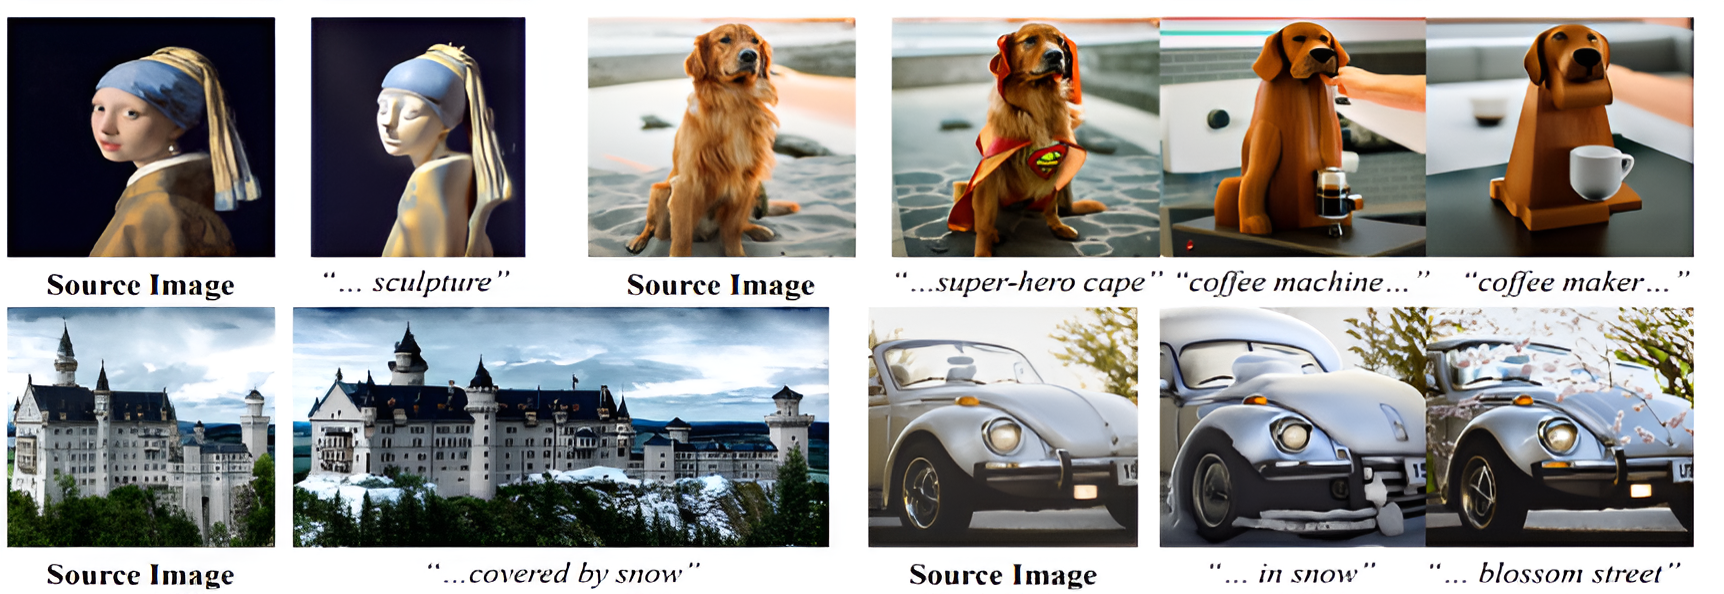 Source Image
"... sculpture"
Source Image
"...super-hero cape"
"coffee machine..."
"coffee maker..."
Source Image
"...covered by snow"
Source Image
"... in snow"
"... blossom street"